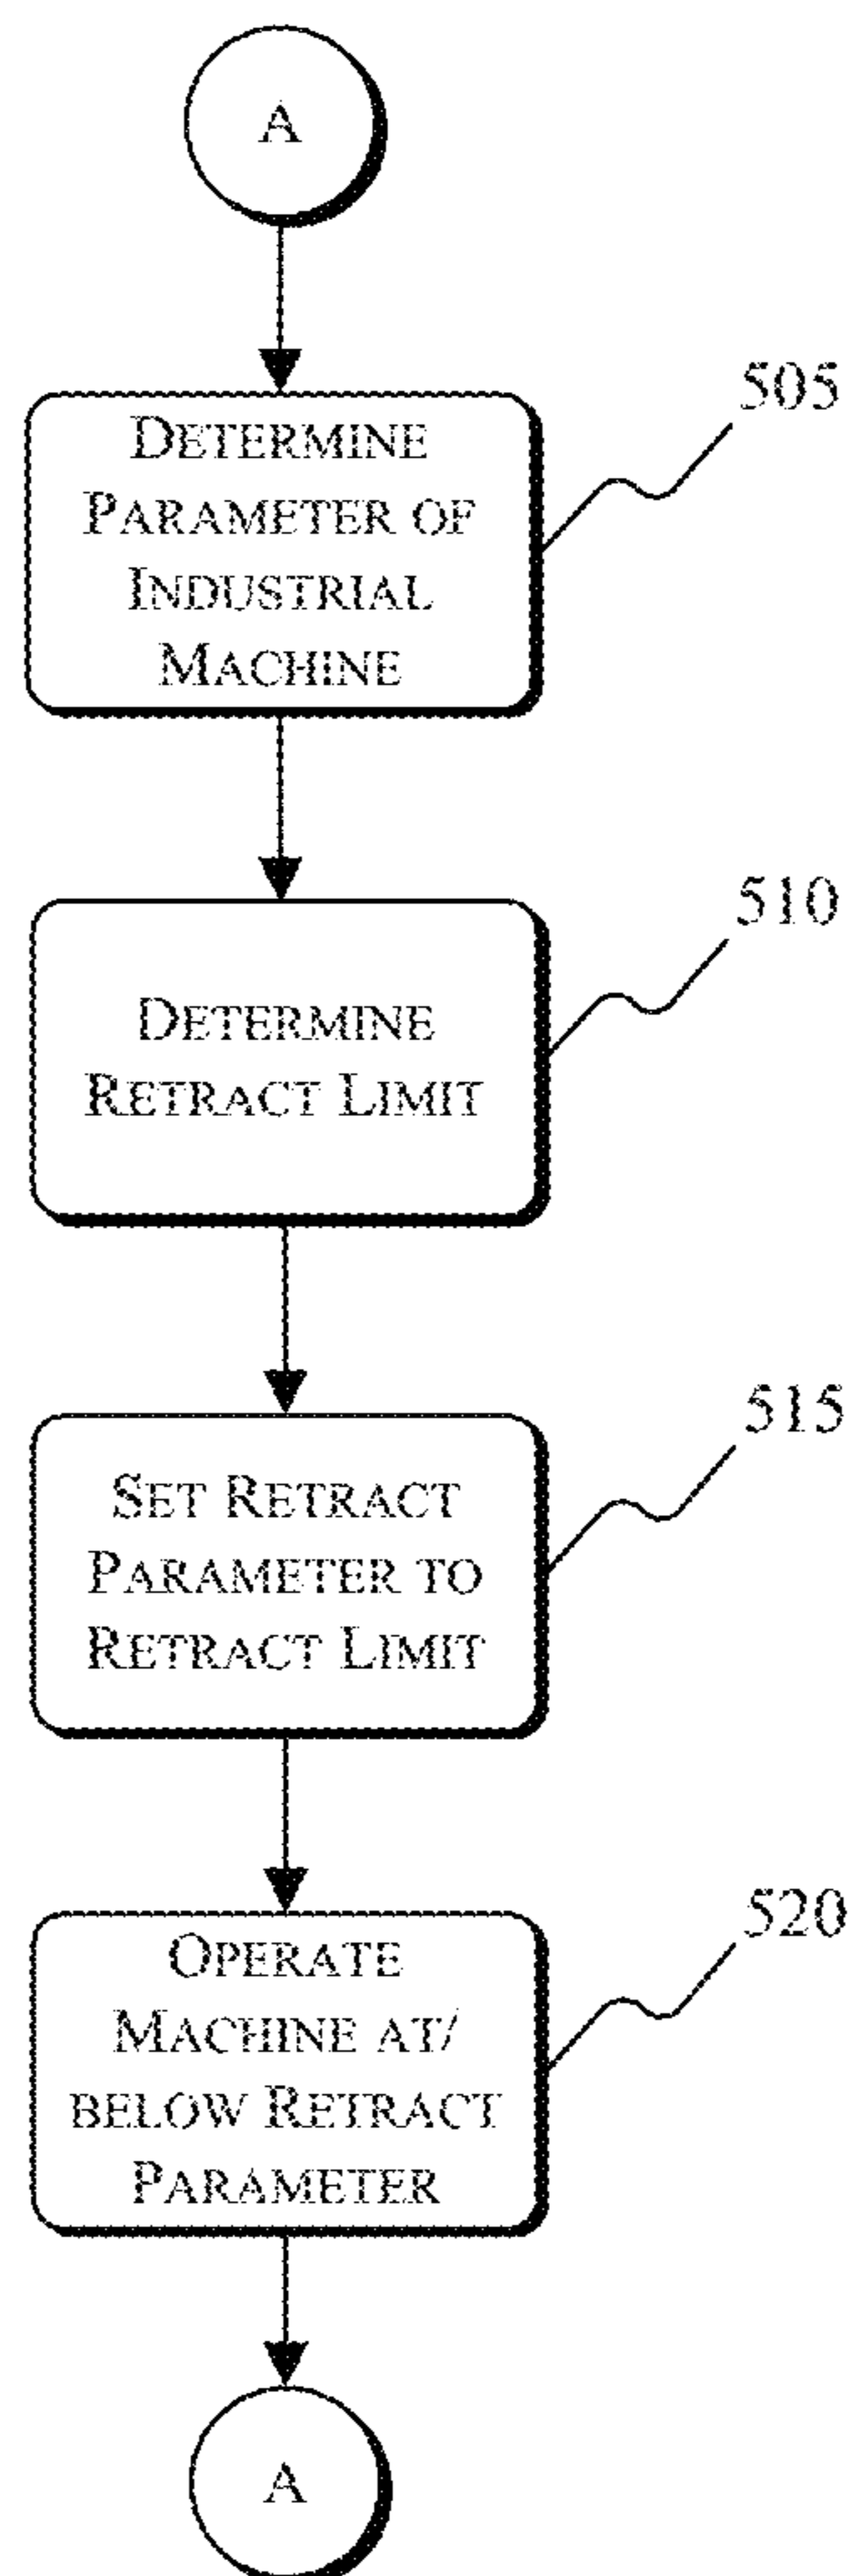 A
505
DETERMINE
PARAMETER OF
INDUSTRIAL
MACHINE
510
DETERMINE
RETRACT LIMIT
515
SET RETRACT
PARAMETER TO
RETRACT LIMIT
520
OPERATE
MACHINE AT/
BELOW RETRACT
PARAMETER
A